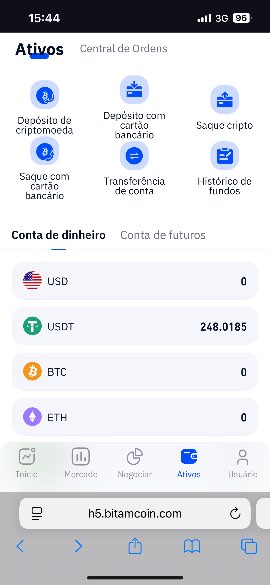 15:44
3G 96
Ativos Central de Ordens
Depósito de
criptomoeda
Depósito com
cartão
bancário
Saque cripto
Saque com
cartão
bancário
Transferência
de conta
Histórico de
fundos
Conta de dinheiro Conta de futuros
USD 0
USDT 248.0185
BTC 0
ETH 0
Início Mercado Negociar Ativos Usuário
h5.bitamcoin.com